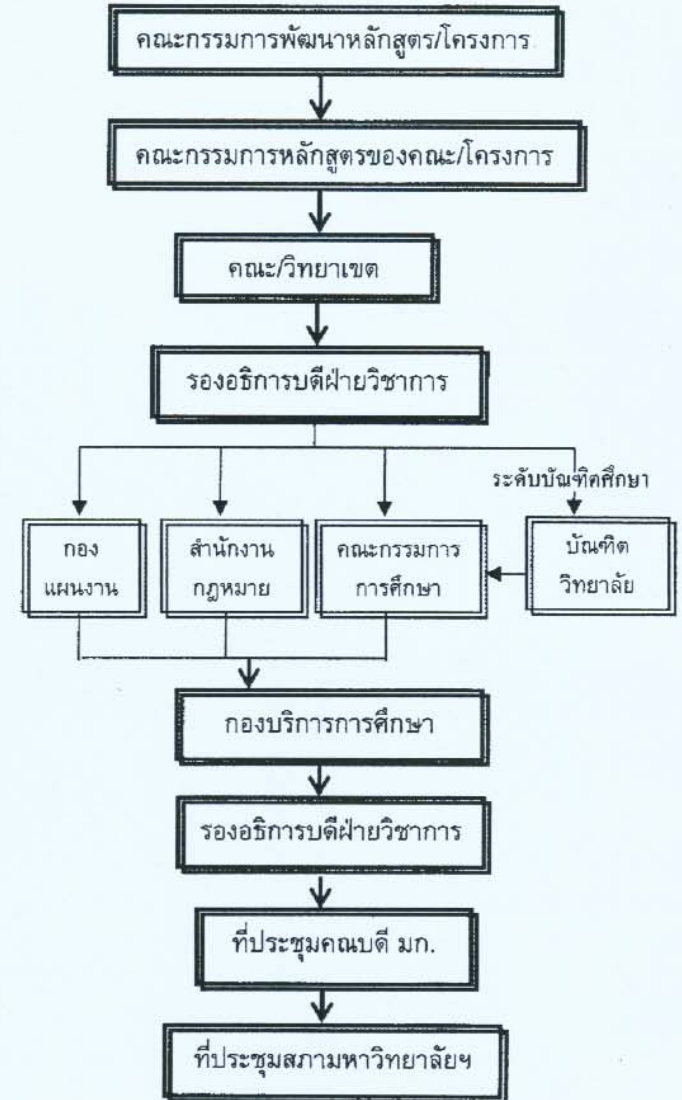 คณะกรรมการพัฒนาหลักสูตร/โครงการ
คณะกรรมการหลักสูตรของคณะ/โครงการ
คณะ/วิทยาเขต
รองอธิการบดีฝ่ายวิชาการ
ระดับบัณฑิตศึกษา
กอง
แผนงาน
สำนักงาน
กฎหมาย
คณะกรรมการ
การศึกษา
บัณฑิต
วิทยาลัย
กองบริการการศึกษา
รองอธิการบดีฝ่ายวิชาการ
ที่ประชุมคณบดี มก.
ที่ประชุมสภามหาวิทยาลัยฯ